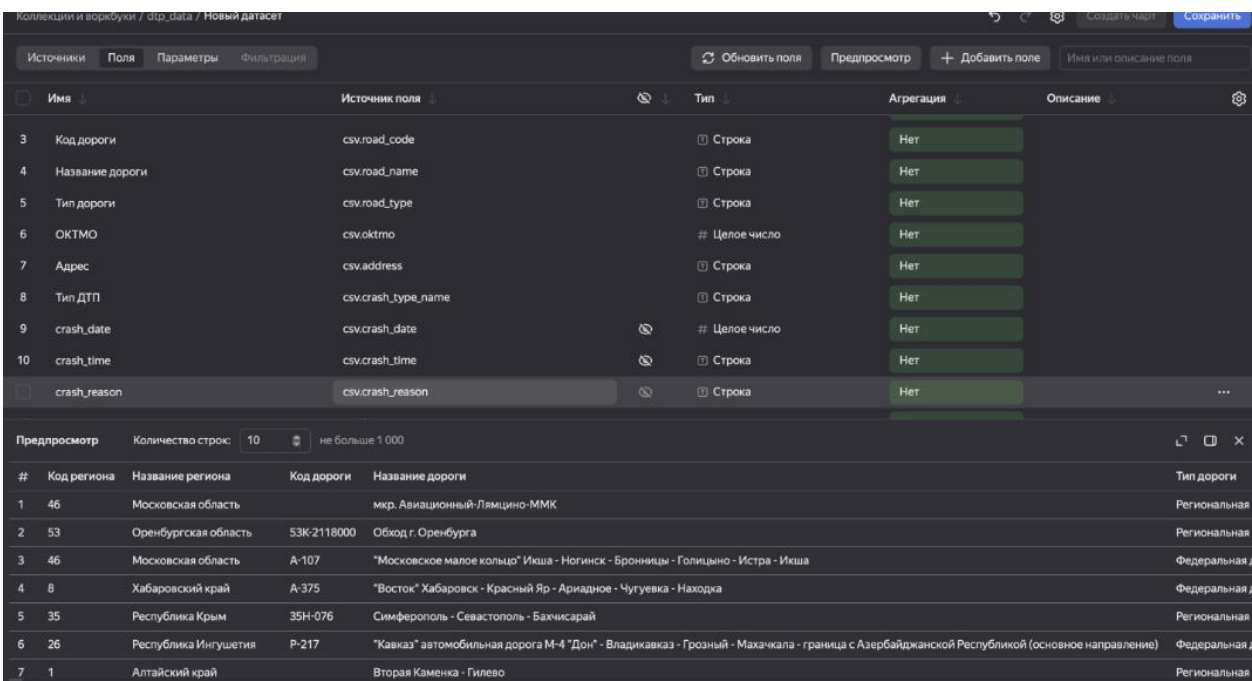 Коллекции и воркбуки / dtp_data / Новый датасет Создать чарт Сохранить
Источники Поля Параметры Фильтрация Обновить поля Предпросмотр + Добавить поле Имя или описание поля
Имя ↓ Источник поля ↓ ↓ Тип ↓ Агрегация ↓ Описание ↓
3 Код дороги csv.road_code Строка Нет
4 Название дороги csv.road_name Строка Нет
5 Тип дороги csv.road_type Строка Нет
6 ОКТМО csv.oktmo # Целое число Нет
7 Адрес csv.address Строка Нет
8 Тип ДТП csv.crash_type_name Строка Нет
9 crash_date csv.crash_date # Целое число Нет
10 crash_time csv.crash_time Строка Нет
crash_reason csv.crash_reason Строка Нет ...
Предпросмотр Количество строк: 10 не больше 1 000
# Код региона Название региона Код дороги Название дороги Тип дороги
1 46 Московская область мкр. Авиационный-Лямцино-ММК Региональная
2 53 Оренбургская область 53К-2118000 Обход г. Оренбурга Региональная
3 46 Московская область А-107 "Московское малое кольцо" Икша - Ногинск - Бронницы - Голицыно - Истра - Икша Федеральная
4 8 Хабаровский край А-375 "Восток" Хабаровск - Красный Яр - Ариадное - Чугуевка - Находка Федеральная
5 35 Республика Крым 35Н-076 Симферополь - Севастополь - Бахчисарай Региональная
6 26 Республика Ингушетия Р-217 "Кавказ" автомобильная дорога М-4 "Дон" - Владикавказ - Грозный - Махачкала - граница с Азербайджанской Республикой (основное направление) Федеральная
7 1 Алтайский край Вторая Каменка - Гилево Региональная